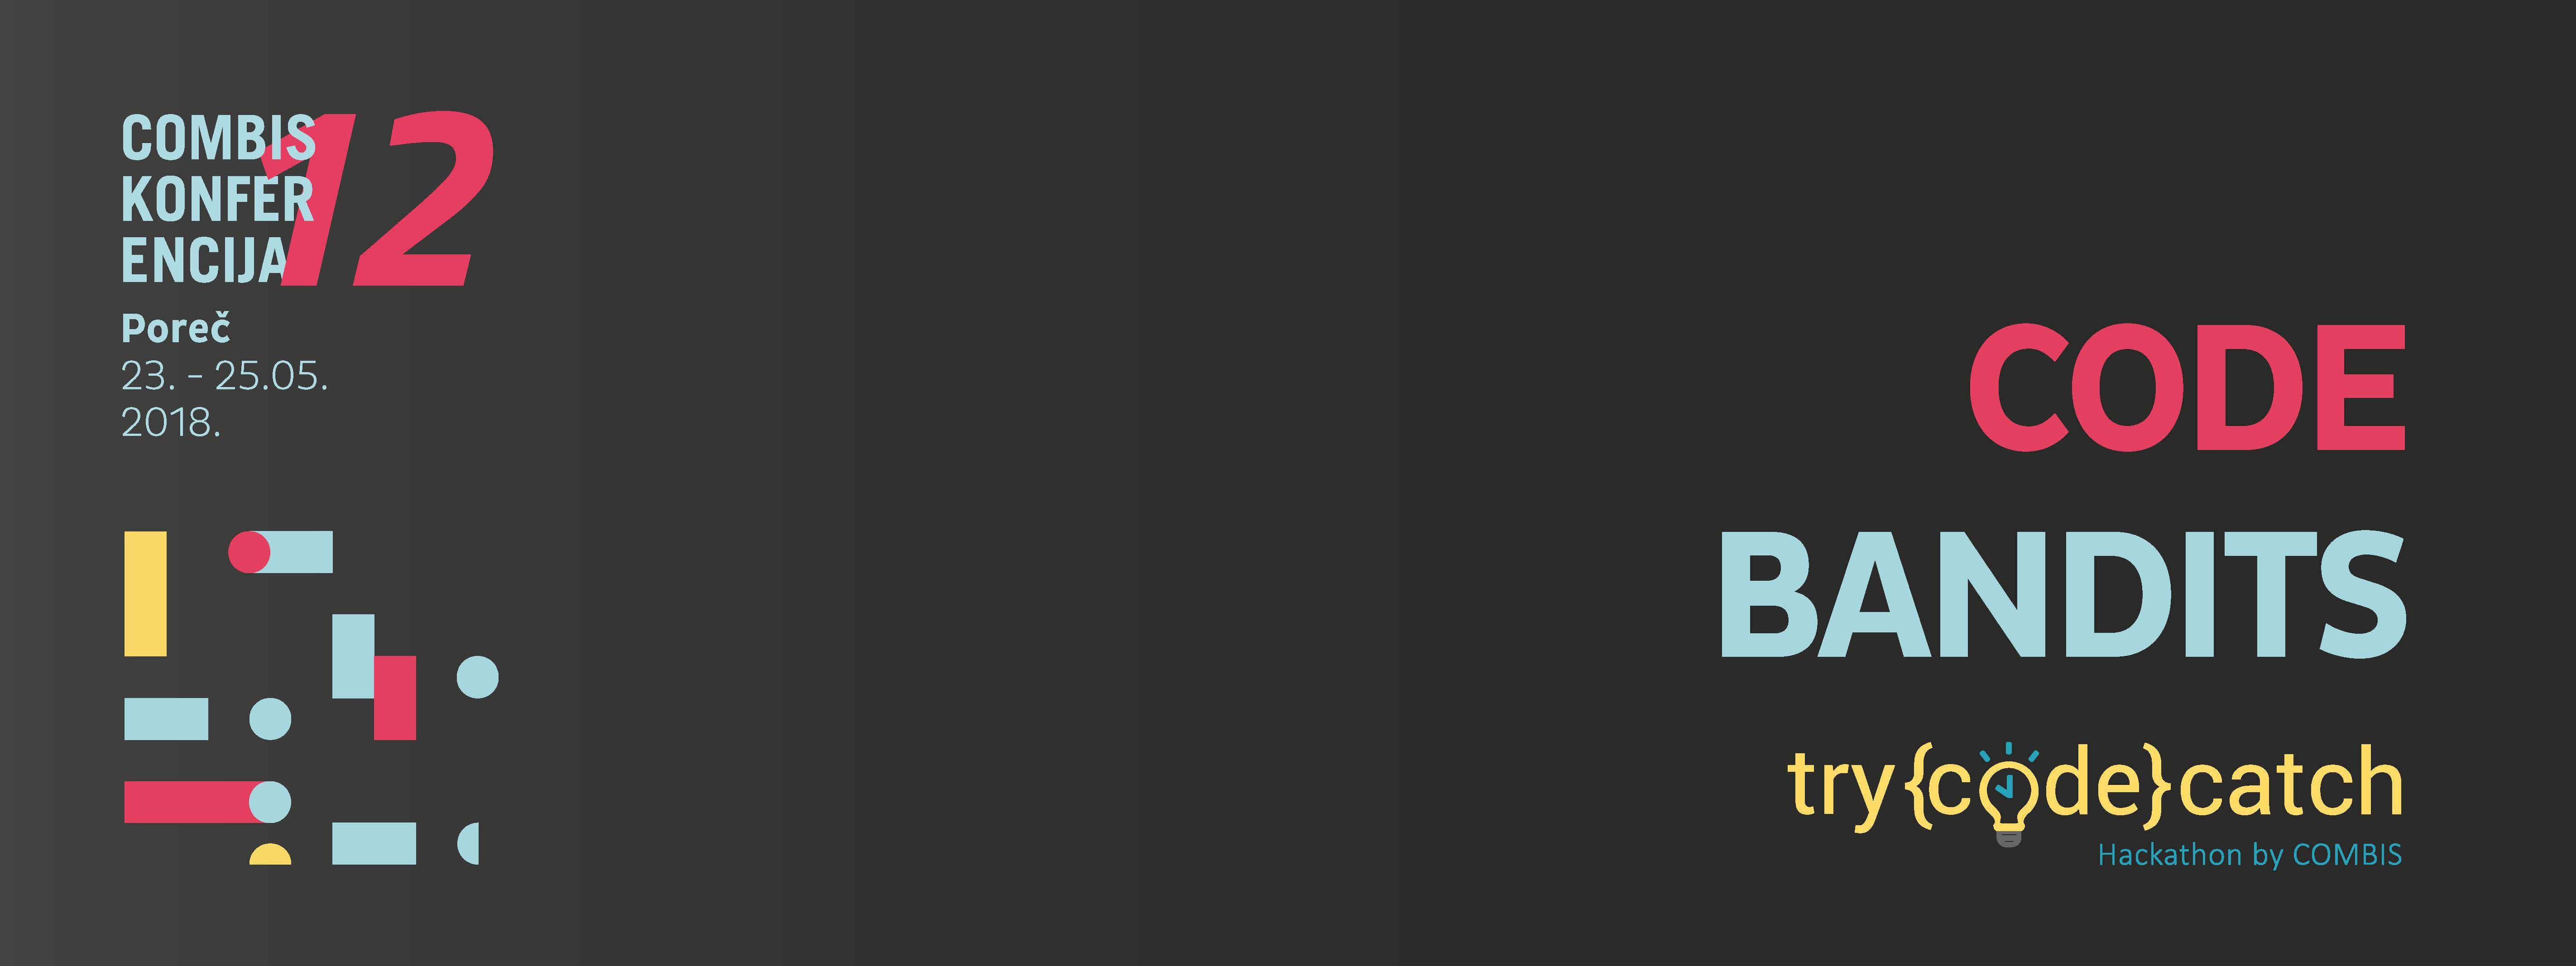 COMBIS
KONFER
ENCIJA
12
Poreč
23. - 25.05.
2018.
CODE
BANDITS
try{code}catch
Hackathon by COMBIS